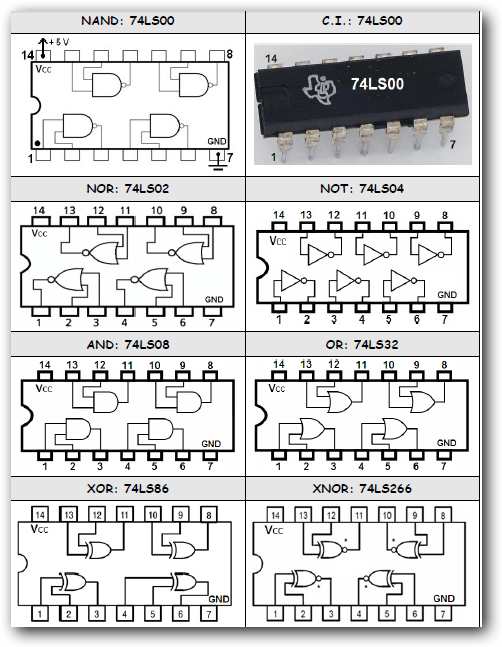 NAND: 74LS00
C.I.: 74LS00
+5 V
14 8
Vcc
GND
1 7
14
74LS00
1 7
NOR: 74LS02
NOT: 74LS04
14 13 12 11 10 9 8
Vcc
GND
1 2 3 4 5 6 7
14 13 12 11 10 9 8
Vcc
GND
1 2 3 4 5 6 7
AND: 74LS08
OR: 74LS32
14 13 12 11 10 9 8
Vcc
GND
1 2 3 4 5 6 7
14 13 12 11 10 9 8
Vcc
GND
1 2 3 4 5 6 7
XOR: 74LS86
XNOR: 74LS266
14 13 12 11 10 9 8
Vcc
GND
1 2 3 4 5 6 7
14 13 12 11 10 9 8
Vcc
* *
* *
GND
1 2 3 4 5 6 7